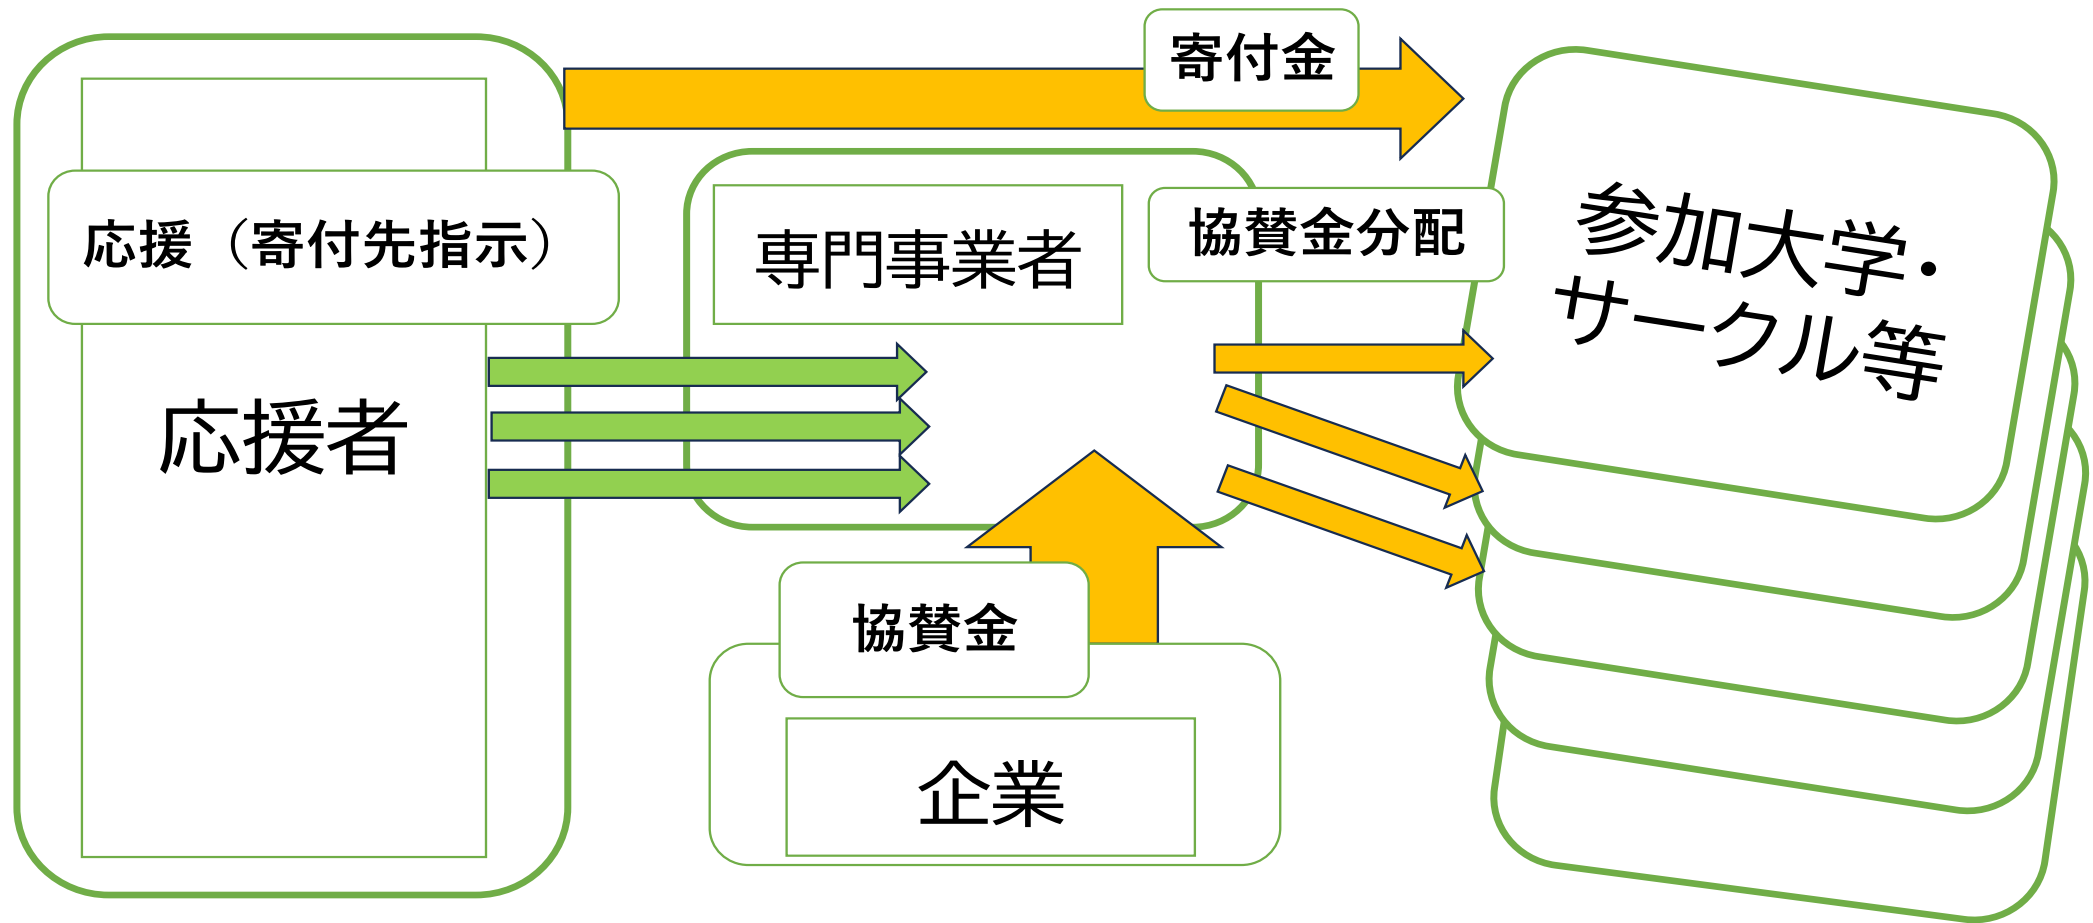 寄付金
応援（寄付先指示）
専門事業者
協賛金分配
参加大学・
サークル等
応援者
協賛金
企業